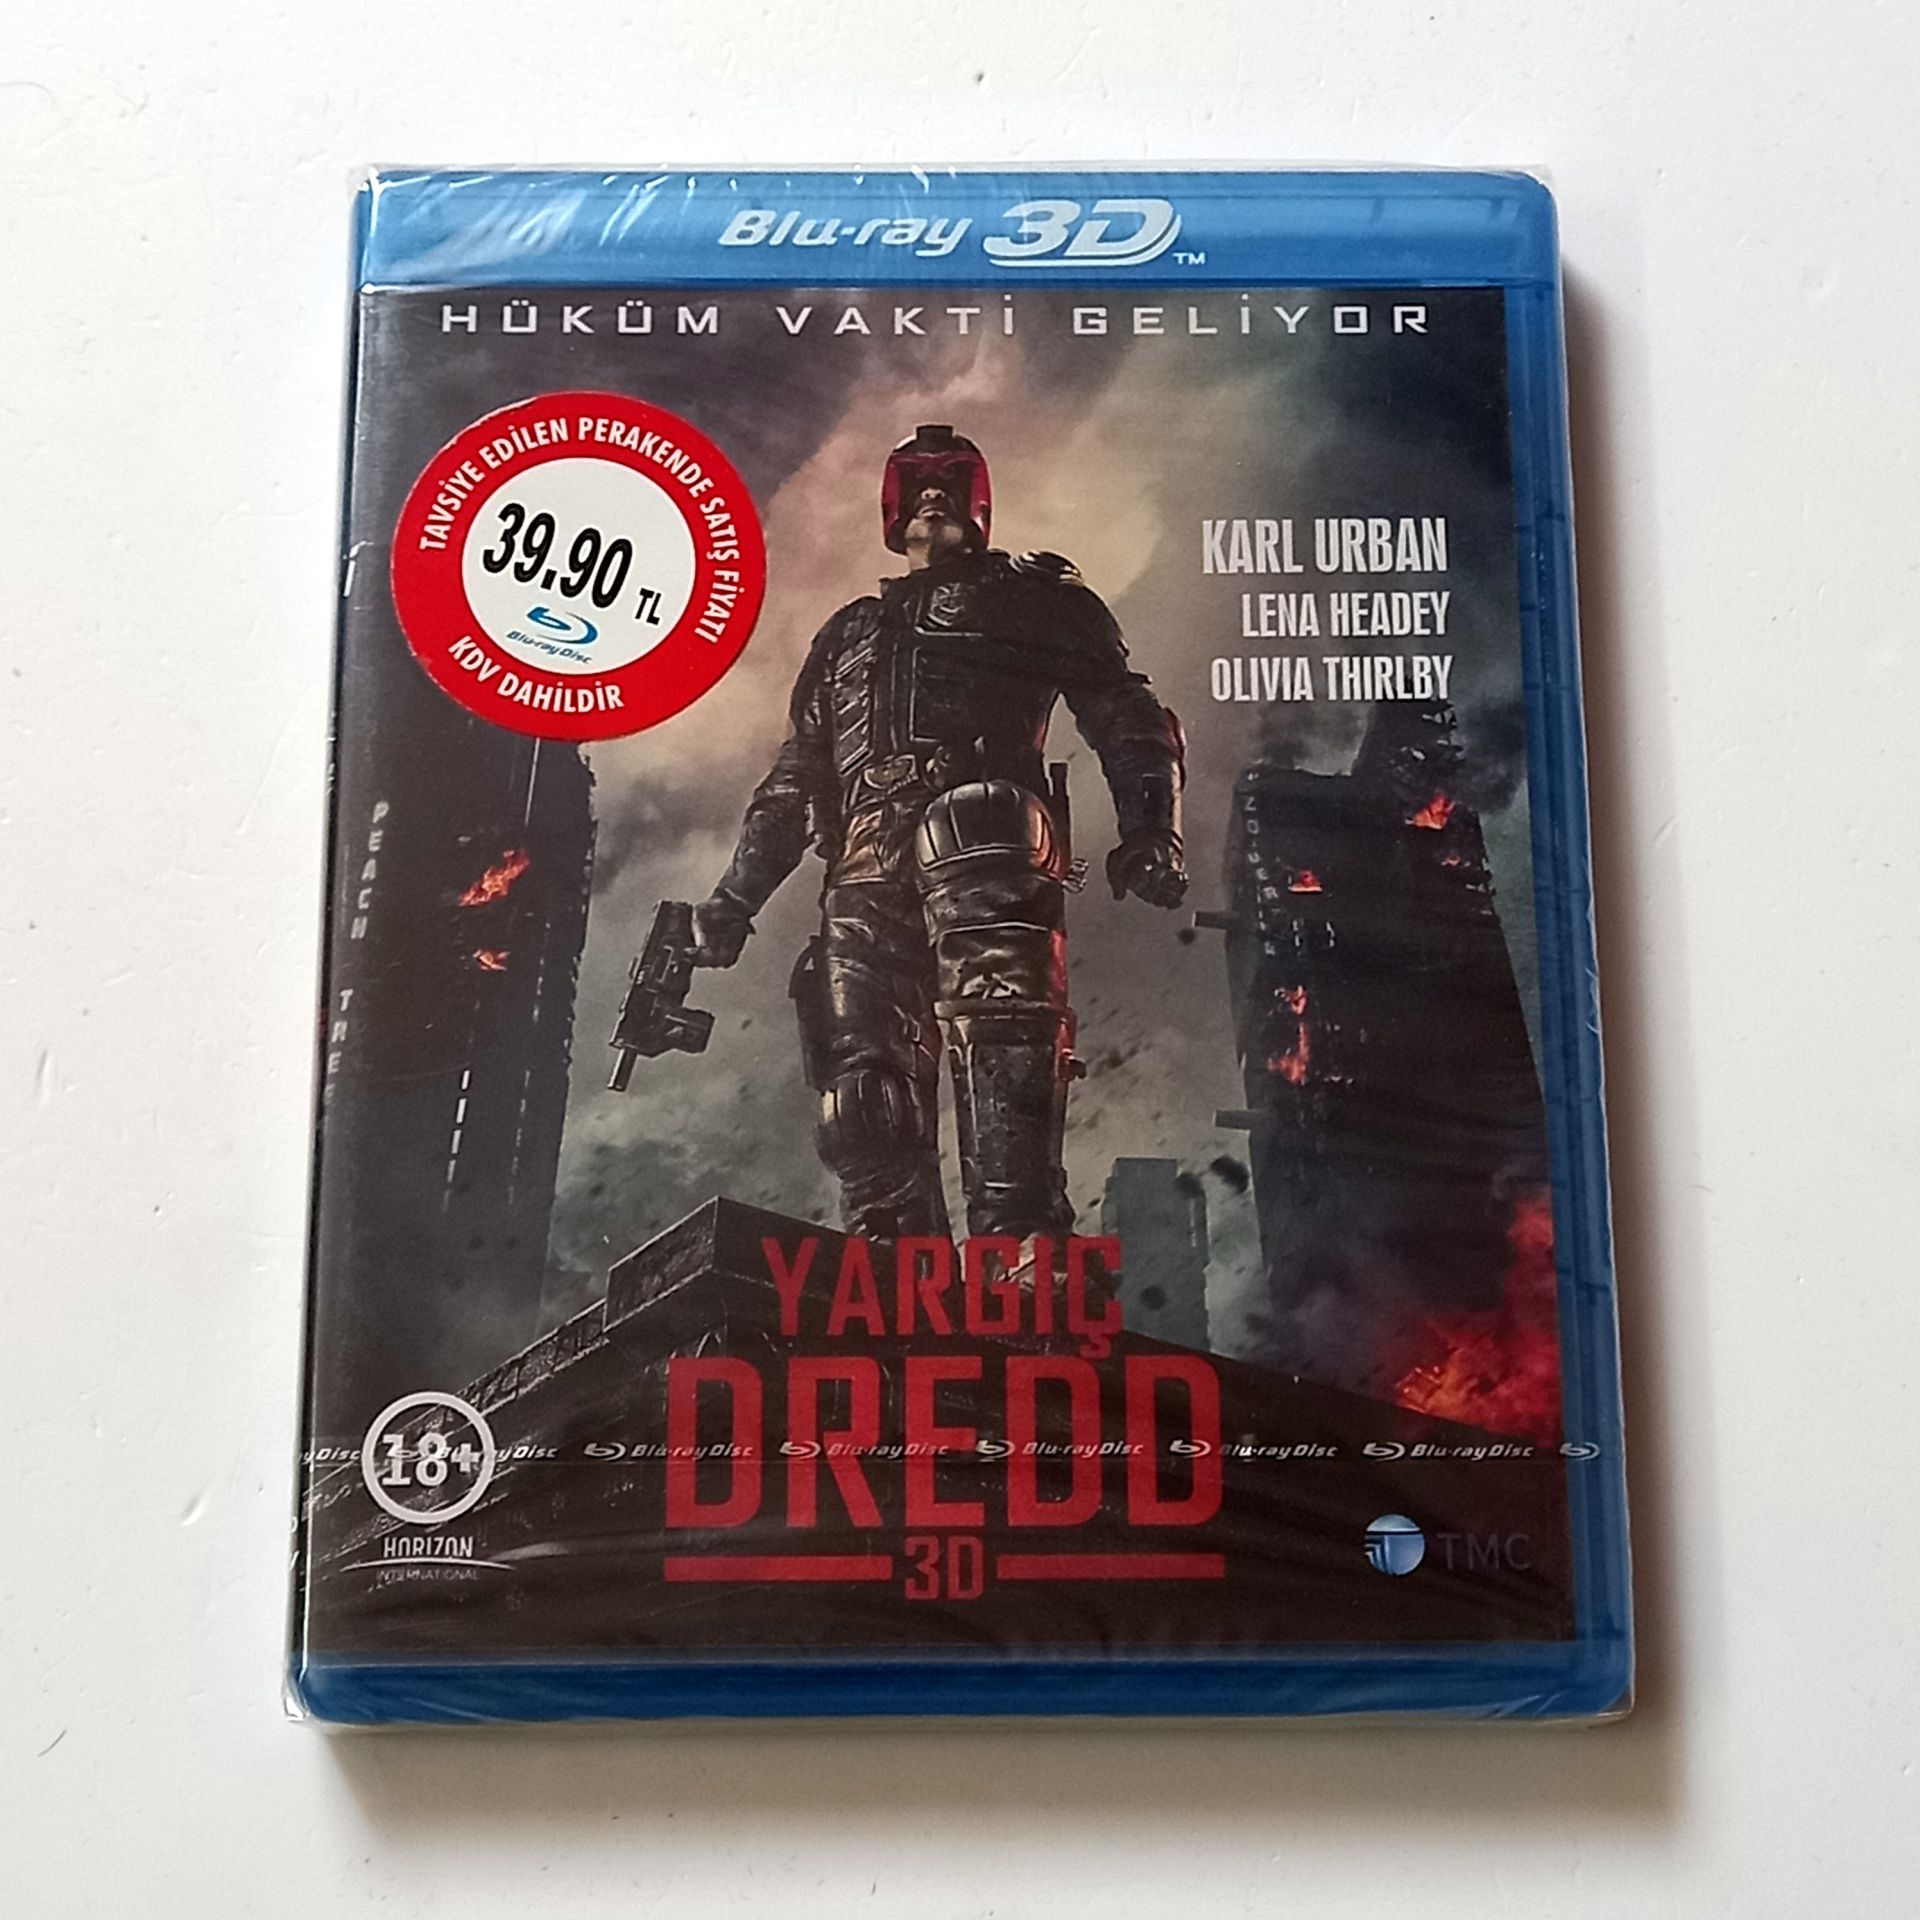 Blu-ray 3D™
HÜKÜM VAKTİ GELİYOR
TAVSİYE EDİLEN PERAKENDE SATIŞ FİYATI
39.90 TL
Blu-ray Disc
KDV DAHİLDİR
KARL URBAN
LENA HEADEY
OLIVIA THIRLBY
PEACH TREE
YARGIÇ
DREDD
3D
Blu-ray Disc Blu-ray Disc Blu-ray Disc Blu-ray Disc Blu-ray Disc Blu-ray Disc
18+
HORIZON
INTERNATIONAL
TMC